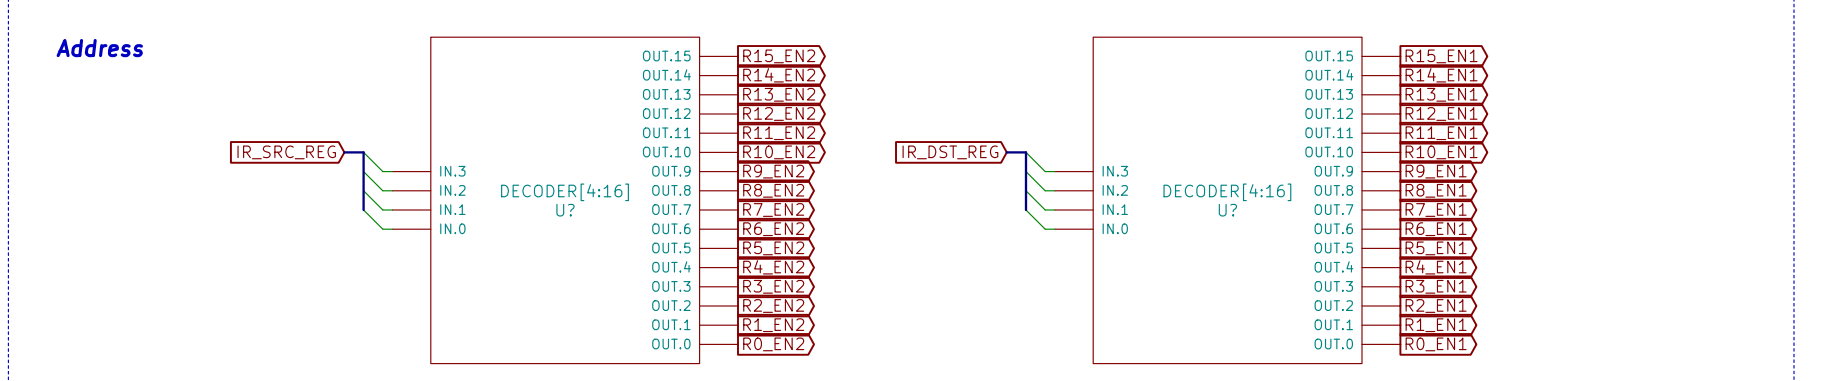 Address
IR_SRC_REG
IN.3
IN.2
IN.1
IN.0
DECODER[4:16]
U?
OUT.15 R15_EN2
OUT.14 R14_EN2
OUT.13 R13_EN2
OUT.12 R12_EN2
OUT.11 R11_EN2
OUT.10 R10_EN2
OUT.9 R9_EN2
OUT.8 R8_EN2
OUT.7 R7_EN2
OUT.6 R6_EN2
OUT.5 R5_EN2
OUT.4 R4_EN2
OUT.3 R3_EN2
OUT.2 R2_EN2
OUT.1 R1_EN2
OUT.0 R0_EN2
IR_DST_REG
IN.3
IN.2
IN.1
IN.0
DECODER[4:16]
U?
OUT.15 R15_EN1
OUT.14 R14_EN1
OUT.13 R13_EN1
OUT.12 R12_EN1
OUT.11 R11_EN1
OUT.10 R10_EN1
OUT.9 R9_EN1
OUT.8 R8_EN1
OUT.7 R7_EN1
OUT.6 R6_EN1
OUT.5 R5_EN1
OUT.4 R4_EN1
OUT.3 R3_EN1
OUT.2 R2_EN1
OUT.1 R1_EN1
OUT.0 R0_EN1